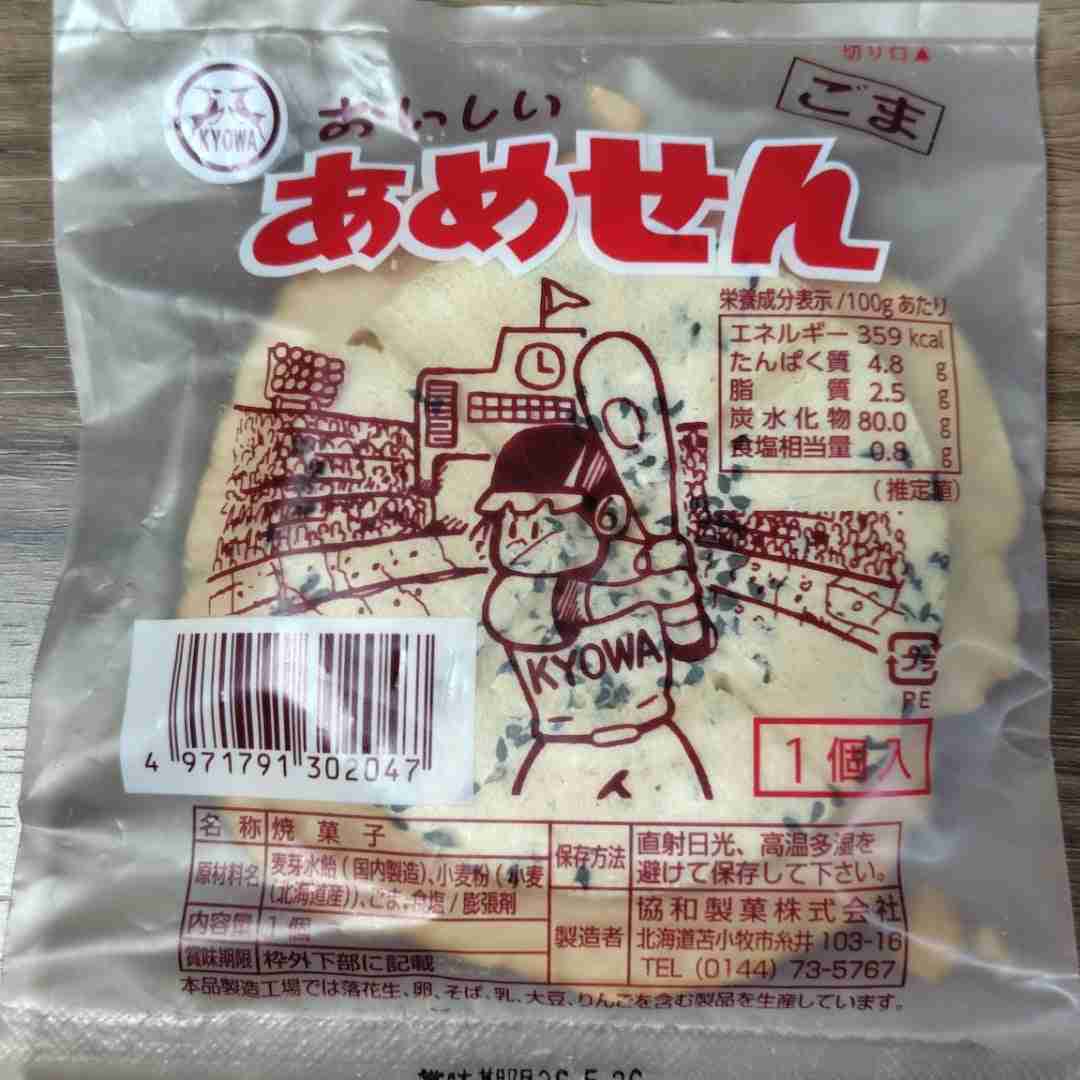 切り口▲
KYOWA
おいしい
ごま
あめせん
栄養成分表示/100gあたり
エネルギー 359 kcal
たんぱく質 4.8 g
脂質 2.5 g
炭水化物 80.0 g
食塩相当量 0.8 g
(推定値)
6
KYOWA
プラ
PE
1個入
4 971791 302047
名称 焼菓子
原材料名 麦芽水飴(国内製造)、小麦粉(小麦
(北海道産))、ごま、食塩/膨張剤
内容量 1個
賞味期限 枠外下部に記載
保存方法 直射日光、高温多湿を
避けて保存して下さい。
製造者 協和製菓株式会社
北海道苫小牧市糸井103-16
TEL (0144) 73-5767
本品製造工場では落花生、卵、そば、乳、大豆、りんごを含む製品を生産しています。